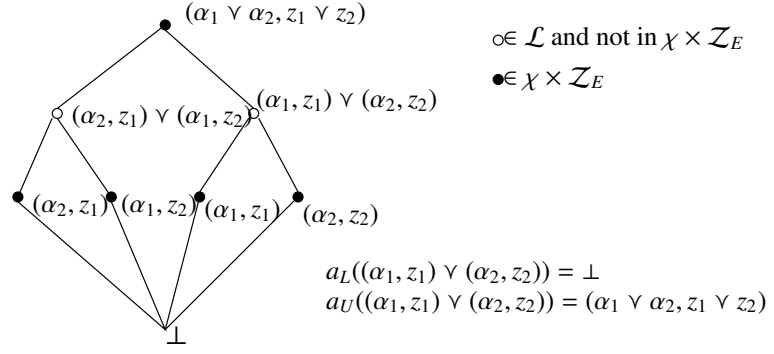 (α₁ ⋎ α₂, z₁ ⋎ z₂)
○∈ 𝓛 and not in χ × 𝒵_E
●∈ χ × 𝒵_E
(α₂, z₁) ⋎ (α₁, z₂)
(α₁, z₁) ⋎ (α₂, z₂)
(α₂, z₁)
(α₁, z₂)
(α₁, z₁)
(α₂, z₂)
a_L((α₁, z₁) ⋎ (α₂, z₂)) = ⊥
a_U((α₁, z₁) ⋎ (α₂, z₂)) = (α₁ ⋎ α₂, z₁ ⋎ z₂)
⊥